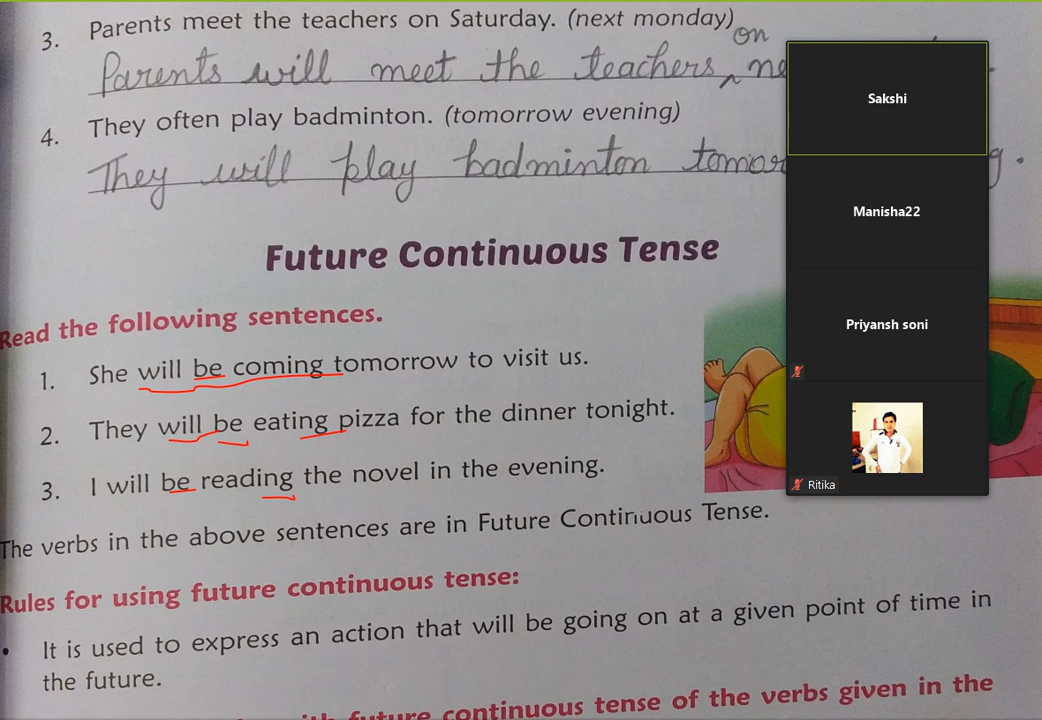 3. Parents meet the teachers on Saturday. (next monday)
on
Parents will meet the teachers, ne
4. They often play badminton. (tomorrow evening)
They will play badminton tomor g.
Future Continuous Tense
Read the following sentences.
1. She will be coming tomorrow to visit us.
2. They will be eating pizza for the dinner tonight.
3. I will be reading the novel in the evening.
The verbs in the above sentences are in Future Continuous Tense.
Rules for using future continuous tense:
• It is used to express an action that will be going on at a given point of time in
the future.
with future continuous tense of the verbs given in the
Sakshi
Manisha22
Priyansh soni
Ritika